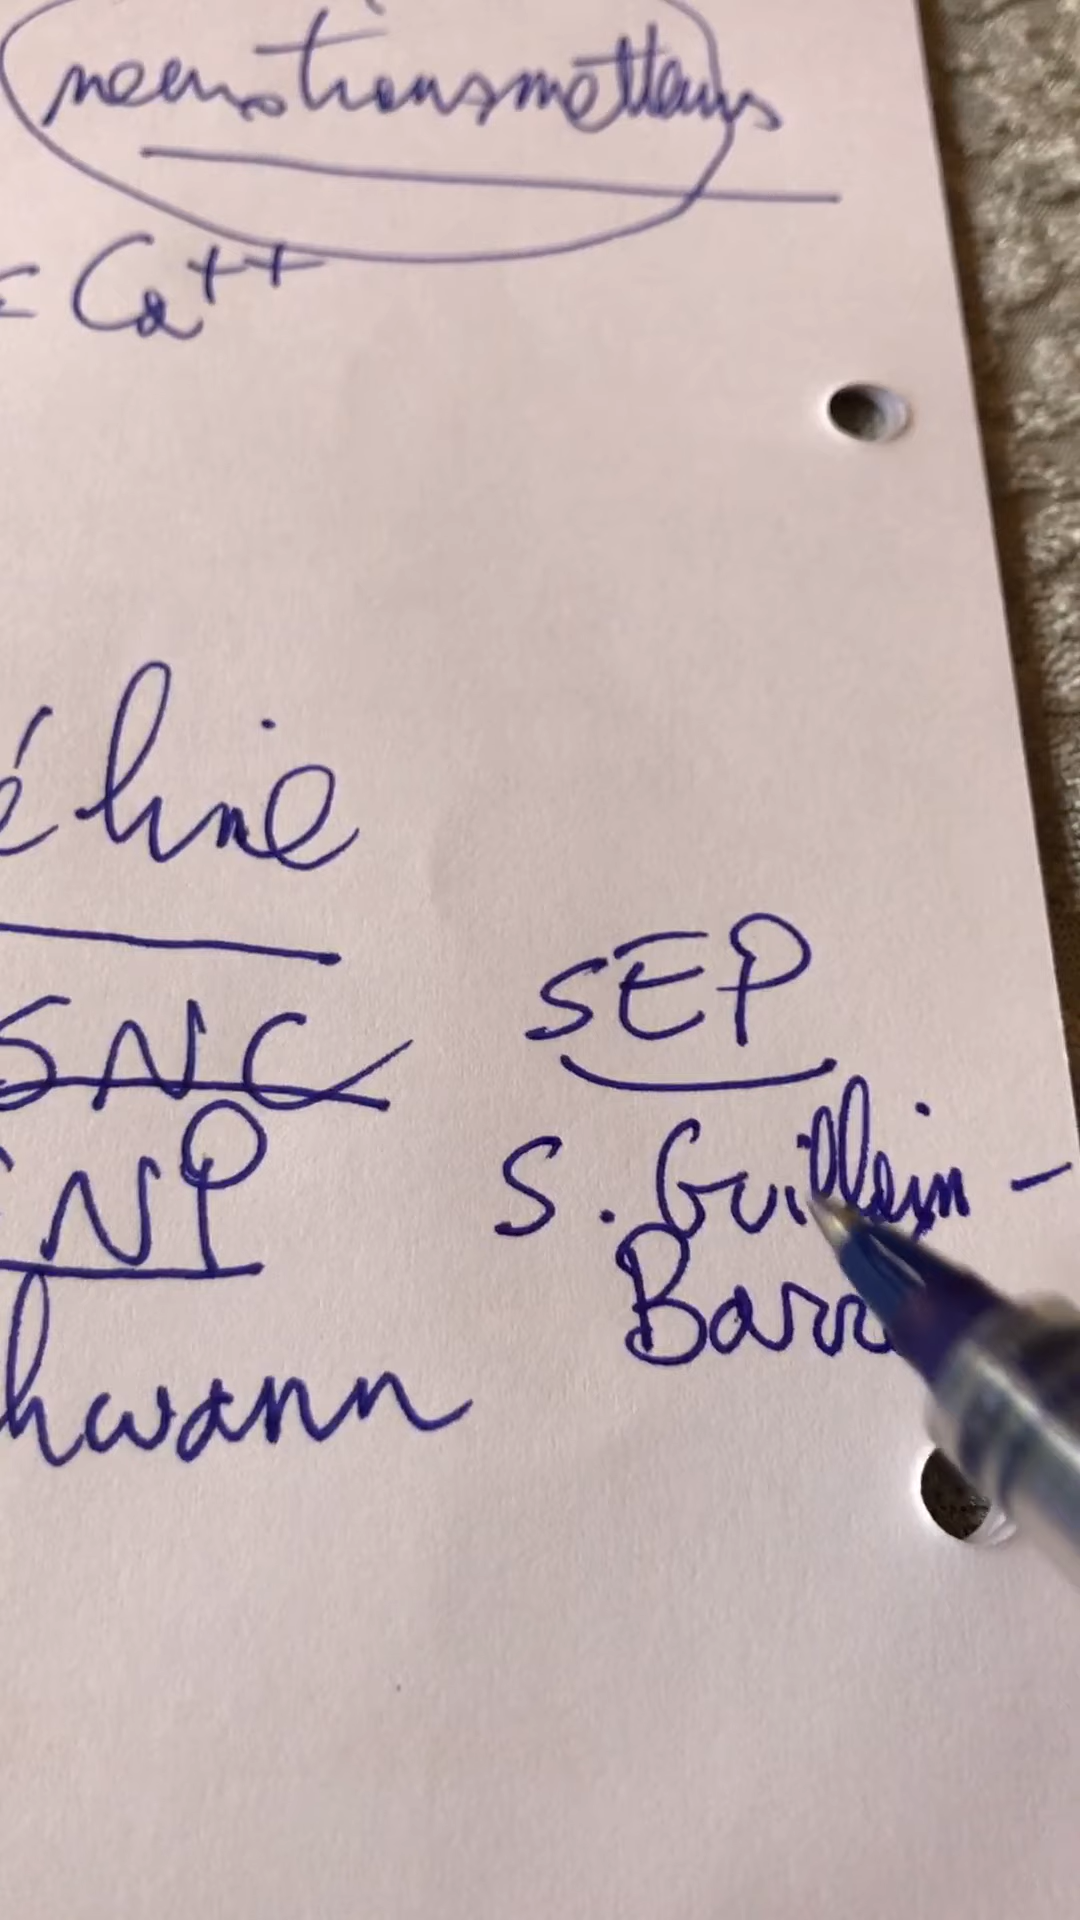 neurotransmetteurs
= Ca++
éline
SNC
SEP
SNP
S. Guillain -
Barr
hwann